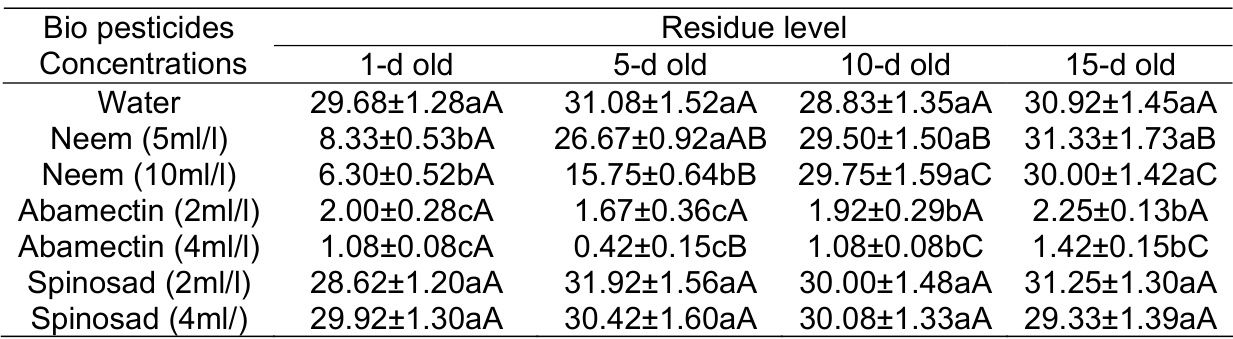 Bio pesticides Residue level
Concentrations 1-d old 5-d old 10-d old 15-d old
Water 29.68±1.28aA 31.08±1.52aA 28.83±1.35aA 30.92±1.45aA
Neem (5ml/l) 8.33±0.53bA 26.67±0.92aAB 29.50±1.50aB 31.33±1.73aB
Neem (10ml/l) 6.30±0.52bA 15.75±0.64bB 29.75±1.59aC 30.00±1.42aC
Abamectin (2ml/l) 2.00±0.28cA 1.67±0.36cA 1.92±0.29bA 2.25±0.13bA
Abamectin (4ml/l) 1.08±0.08cA 0.42±0.15cB 1.08±0.08bC 1.42±0.15bC
Spinosad (2ml/l) 28.62±1.20aA 31.92±1.56aA 30.00±1.48aA 31.25±1.30aA
Spinosad (4ml/) 29.92±1.30aA 30.42±1.60aA 30.08±1.33aA 29.33±1.39aA